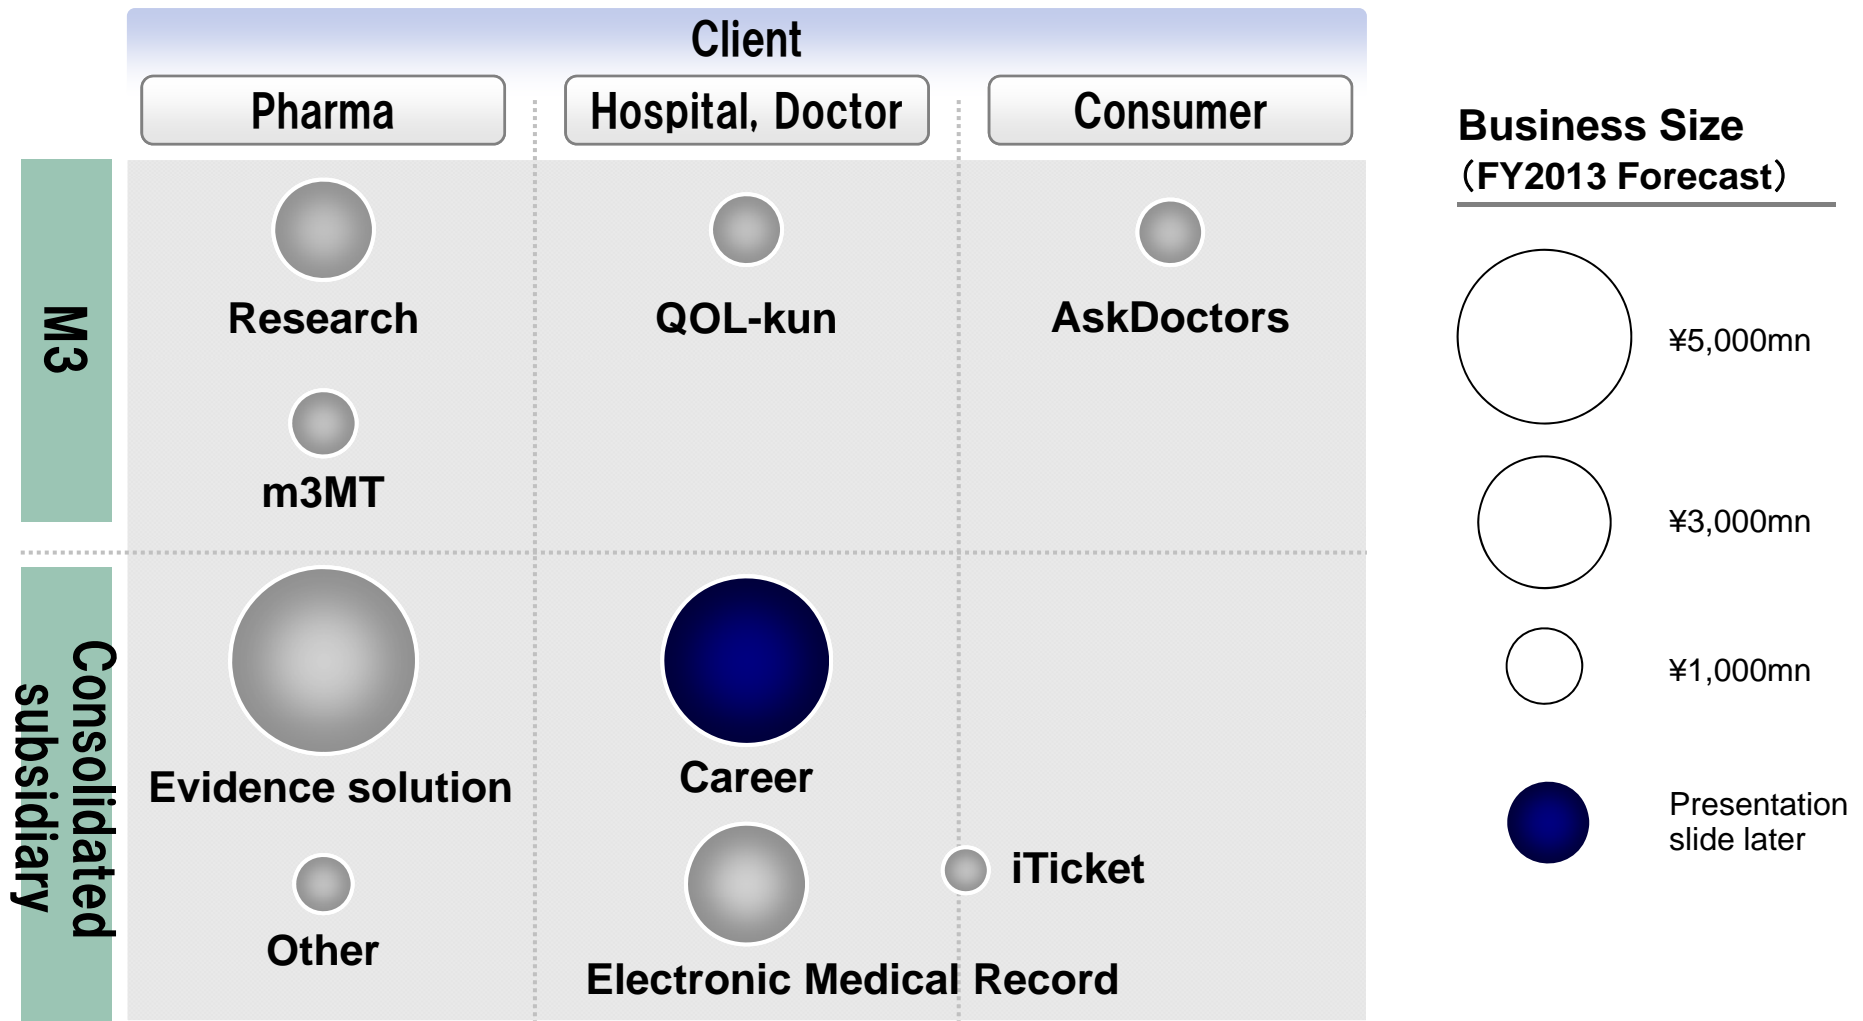 Client
Pharma
Hospital, Doctor
Consumer
M3
Research
QOL-kun
AskDoctors
m3MT
Consolidated
subsidiary
Evidence solution
Career
Other
iTicket
Electronic Medical Record
Business Size
（FY2013 Forecast）
¥5,000mn
¥3,000mn
¥1,000mn
Presentation
slide later